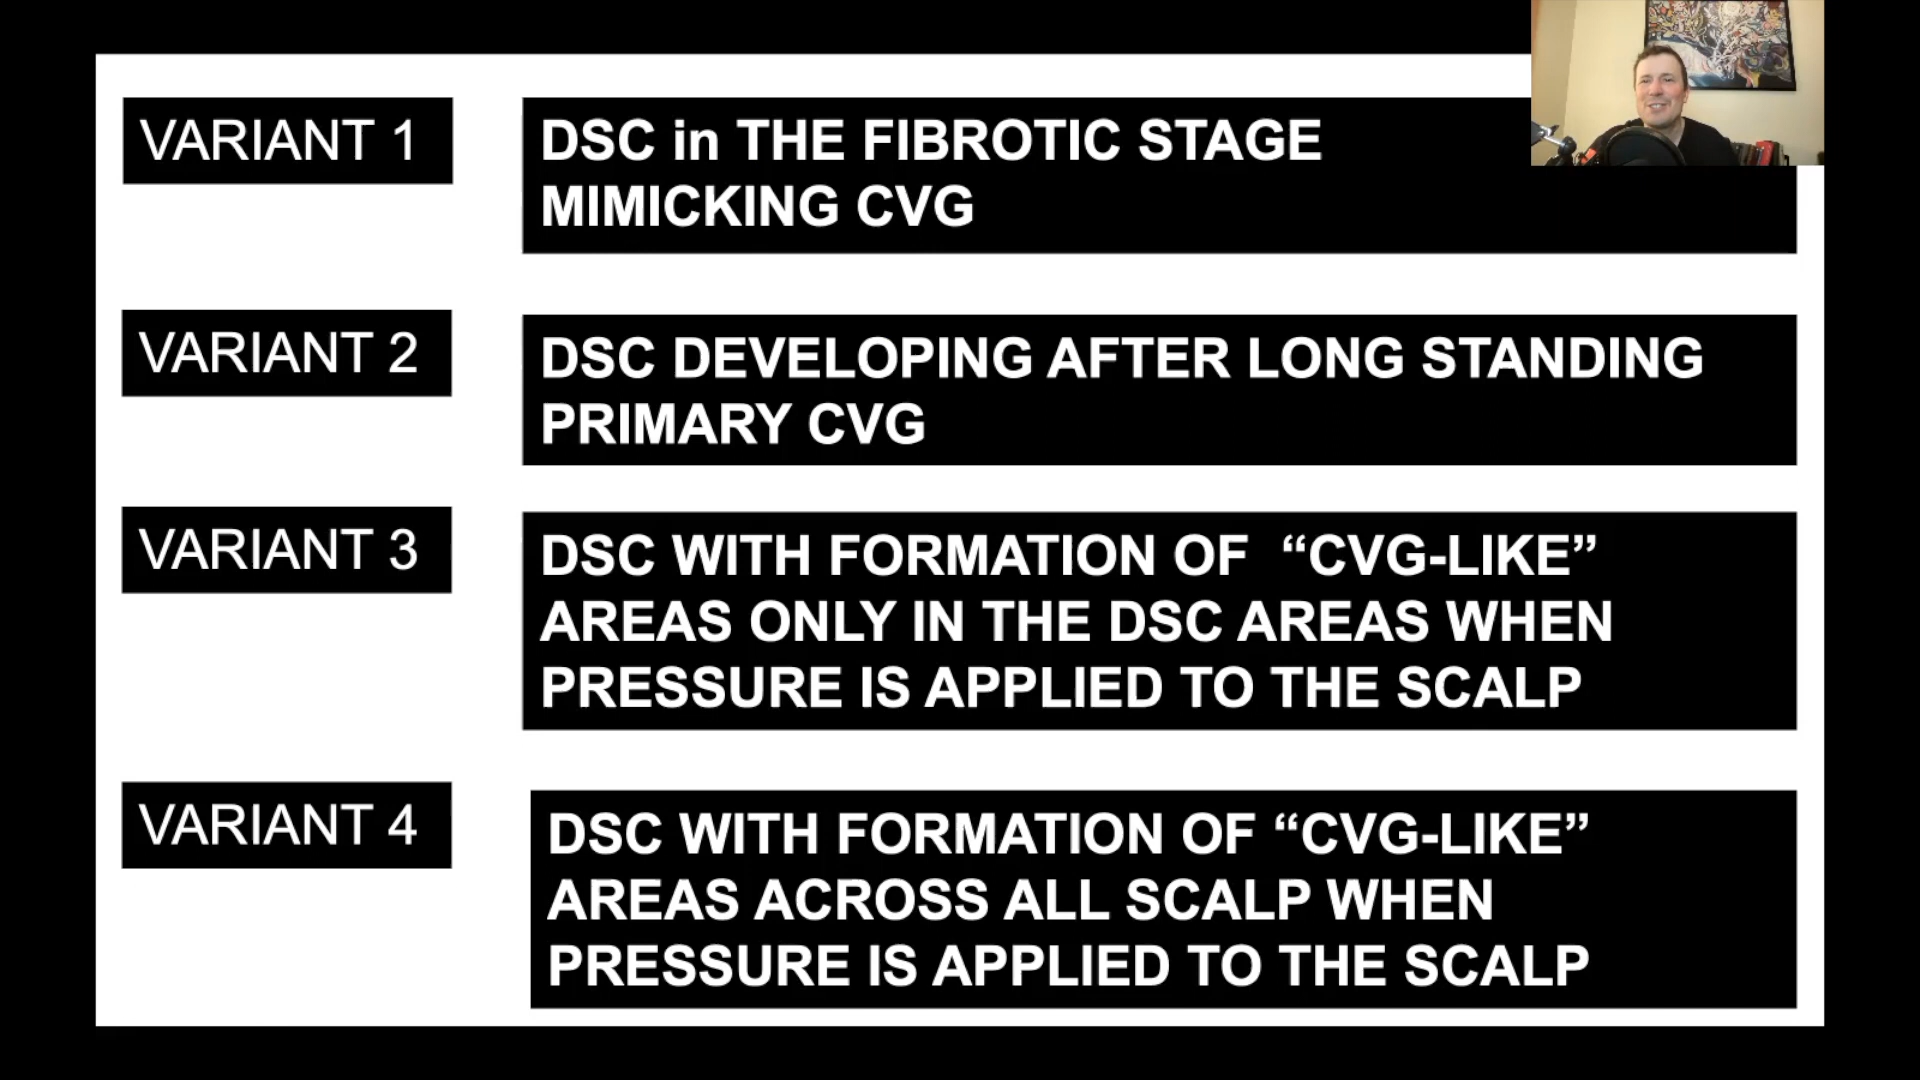 VARIANT 1
DSC in THE FIBROTIC STAGE
MIMICKING CVG
VARIANT 2
DSC DEVELOPING AFTER LONG STANDING
PRIMARY CVG
VARIANT 3
DSC WITH FORMATION OF “CVG-LIKE”
AREAS ONLY IN THE DSC AREAS WHEN
PRESSURE IS APPLIED TO THE SCALP
VARIANT 4
DSC WITH FORMATION OF “CVG-LIKE”
AREAS ACROSS ALL SCALP WHEN
PRESSURE IS APPLIED TO THE SCALP